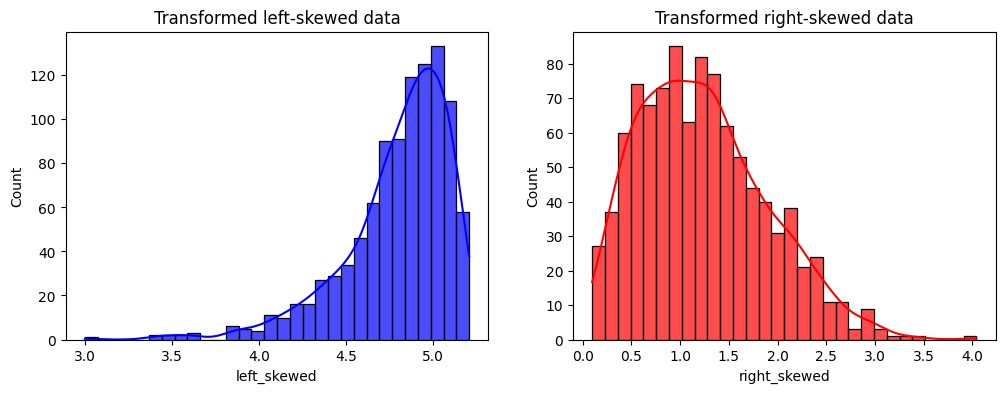 Transformed left-skewed data
Count
120
100
80
60
40
20
0
3.0 3.5 4.0 4.5 5.0
left_skewed
Transformed right-skewed data
Count
80
70
60
50
40
30
20
10
0
0.0 0.5 1.0 1.5 2.0 2.5 3.0 3.5 4.0
right_skewed